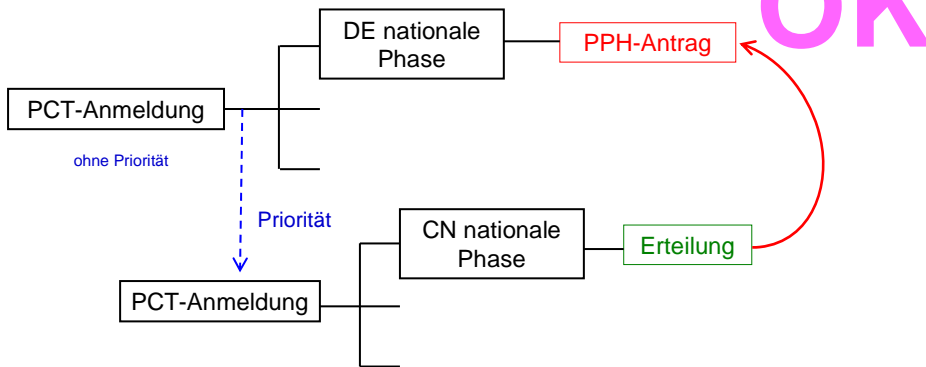 OK
DE nationale
Phase
PPH-Antrag
PCT-Anmeldung
ohne Priorität
Priorität
CN nationale
Phase
Erteilung
PCT-Anmeldung